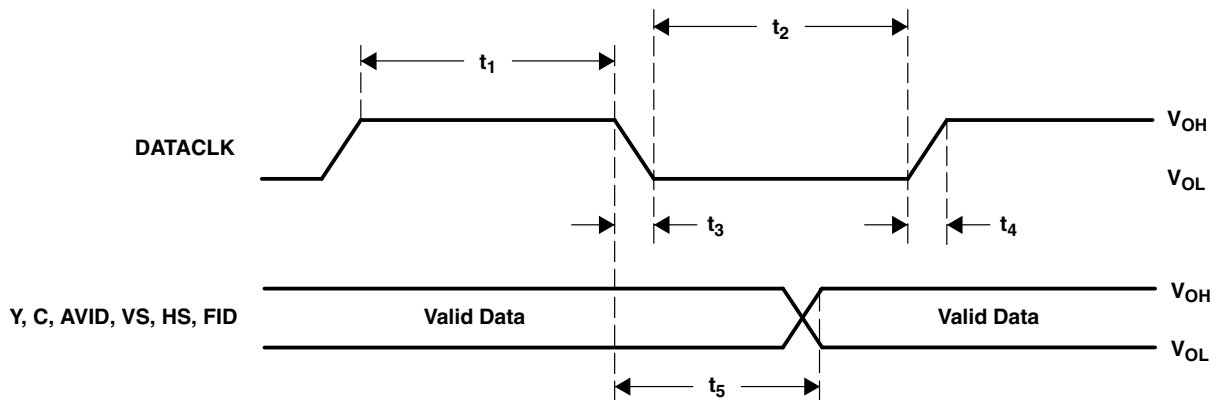 t2
t1
DATACLK
VOH
VOL
t3
t4
Y, C, AVID, VS, HS, FID
Valid Data
Valid Data
VOH
VOL
t5